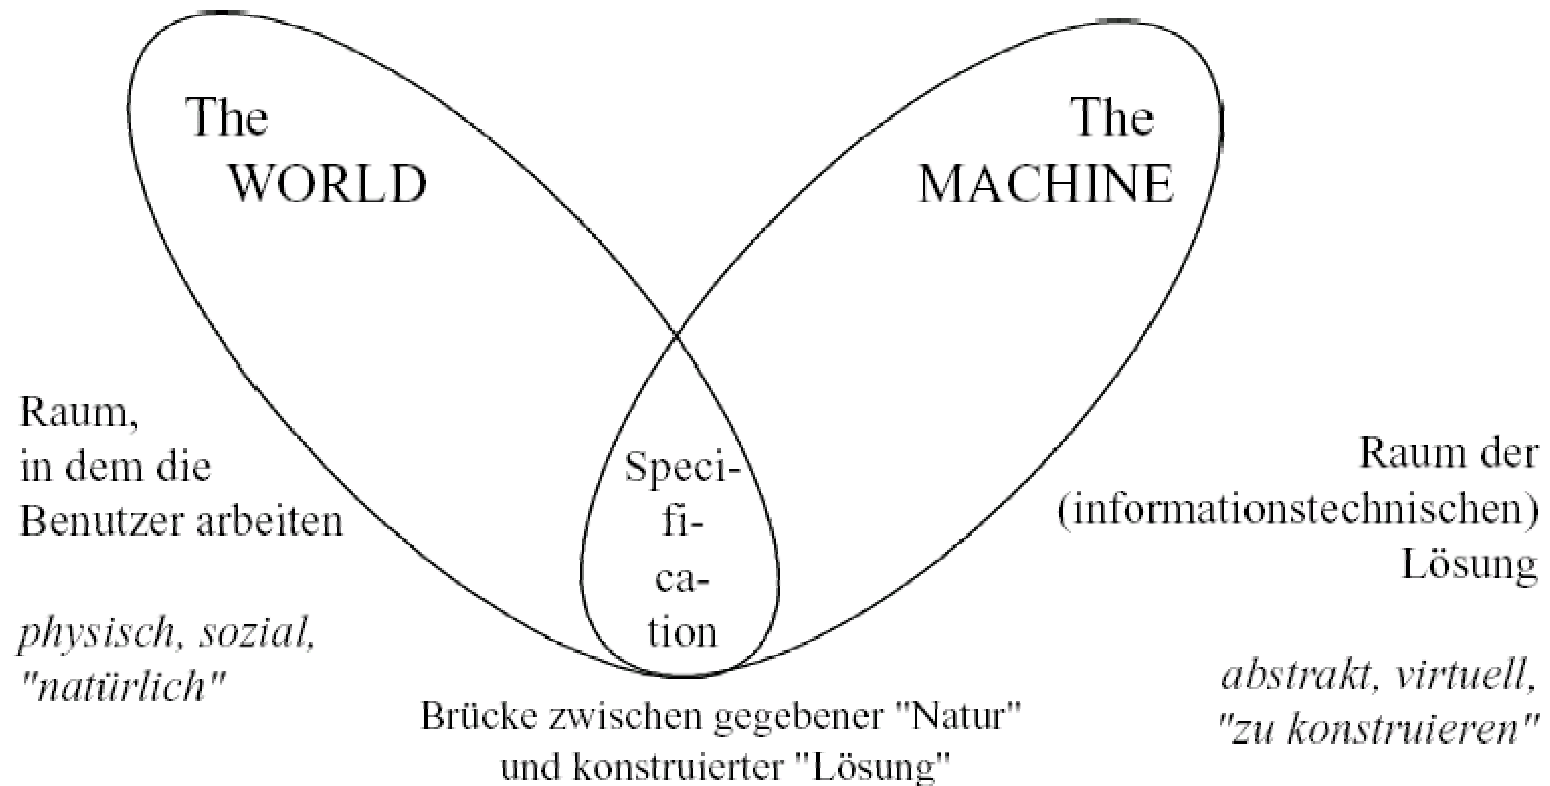 The
WORLD
The
MACHINE
Raum,
in dem die
Benutzer arbeiten
physisch, sozial,
"natürlich"
Speci-
fi-
ca-
tion
Brücke zwischen gegebener "Natur"
und konstruierter "Lösung"
Raum der
(informationstechnischen)
Lösung
abstrakt, virtuell,
"zu konstruieren"